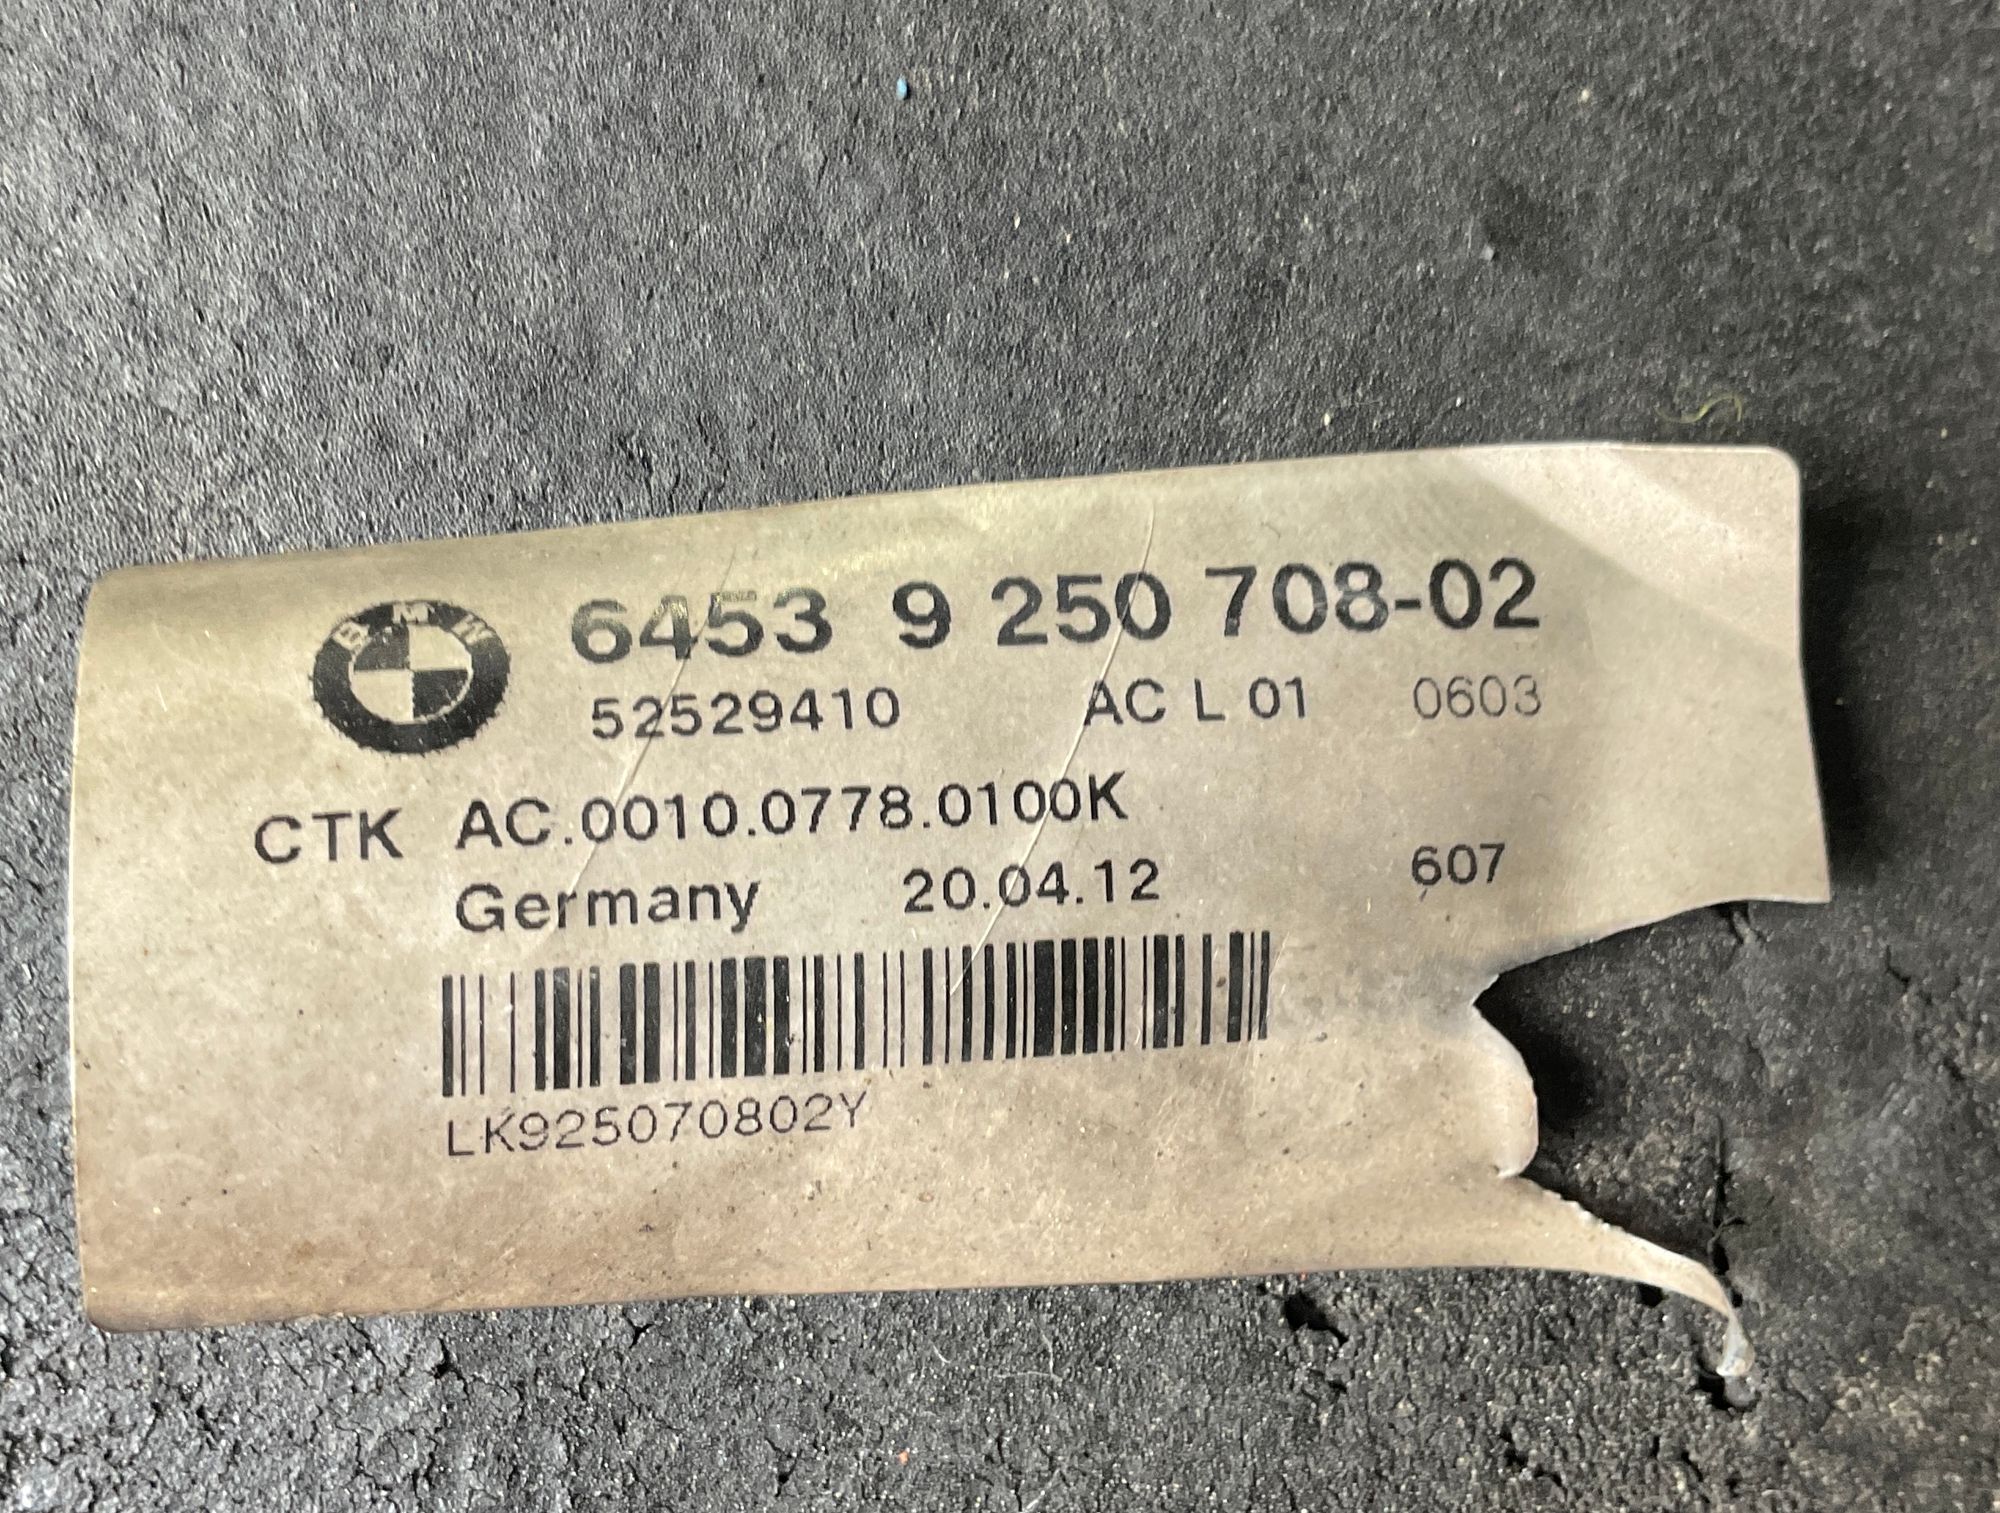 BMW
6453 9 250 708-02
52529410 AC L 01 0603
CTK AC.0010.0778.0100K
Germany 20.04.12 607
LK925070802Y